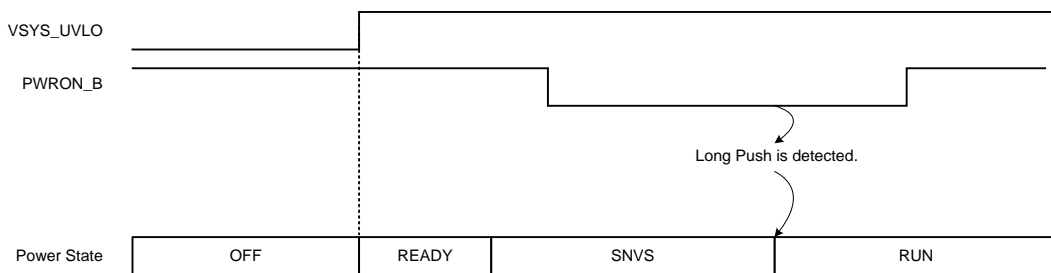 VSYS_UVLO
PWRON_B
Long Push is detected.
Power State OFF READY SNVS RUN